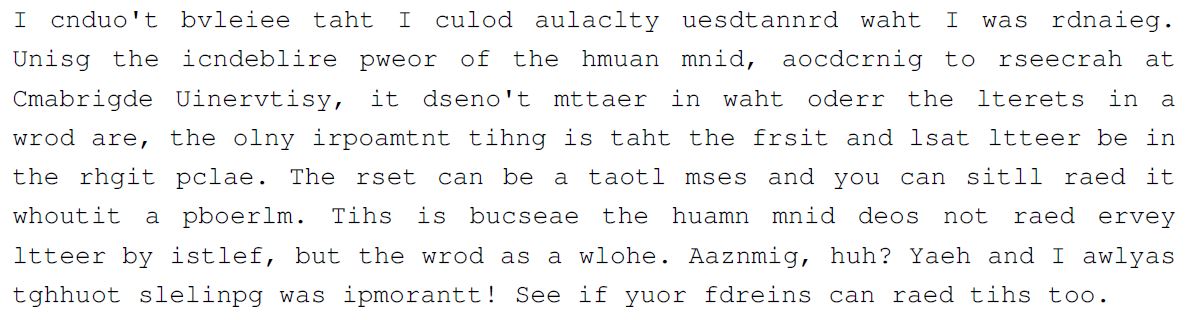 I cnduo't bvleiee taht I culod aulaclty uesdtannrd waht I was rdnaieg.
Unisg the icndeblire pweor of the hmuan mnid, aocdcrnig to rseecrah at
Cmabrigde Uinervtisy, it dseno't mttaer in waht oderr the lterets in a
wrod are, the olny irpoamtnt tihng is taht the frsit and lsat ltteer be in
the rhgit pclae. The rset can be a taotl mses and you can sitll raed it
whoutit a pboerlm. Tihs is bucseae the huamn mnid deos not raed ervey
ltteer by istlef, but the wrod as a wlohe. Aaznmig, huh? Yaeh and I awlyas
tghhuot slelinpg was ipmorantt! See if yuor fdreins can raed tihs too.